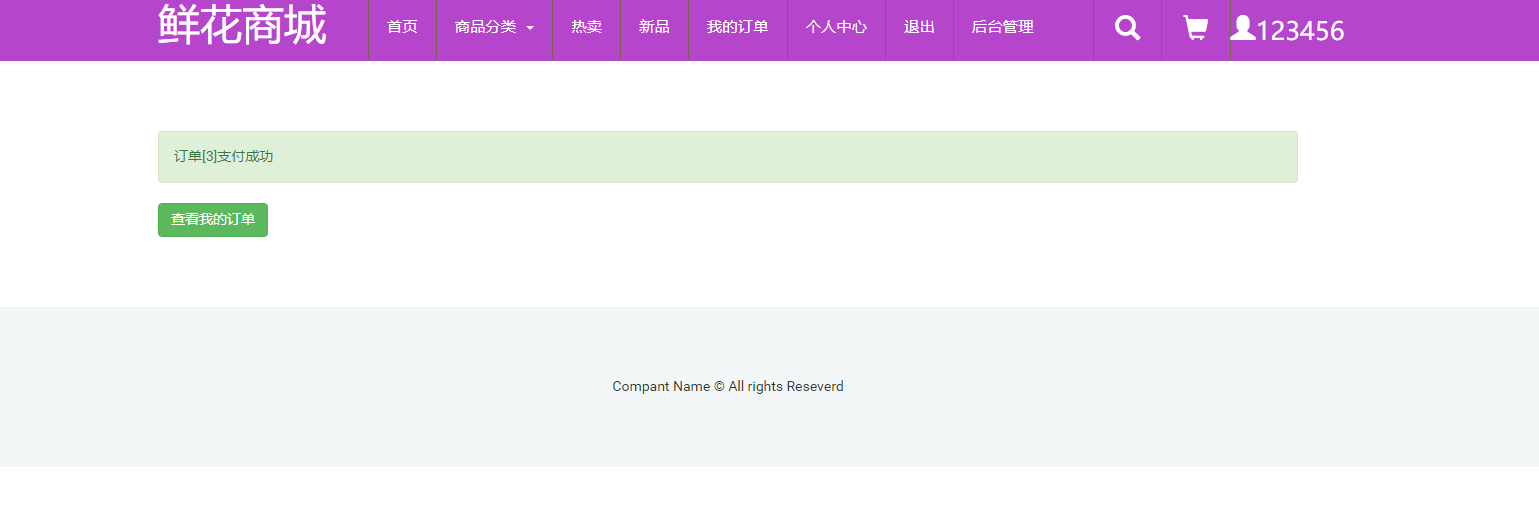 鲜花商城 首页 商品分类 热卖 新品 我的订单 个人中心 退出 后台管理 123456
订单[3]支付成功
查看我的订单
Compant Name © All rights Reseverd